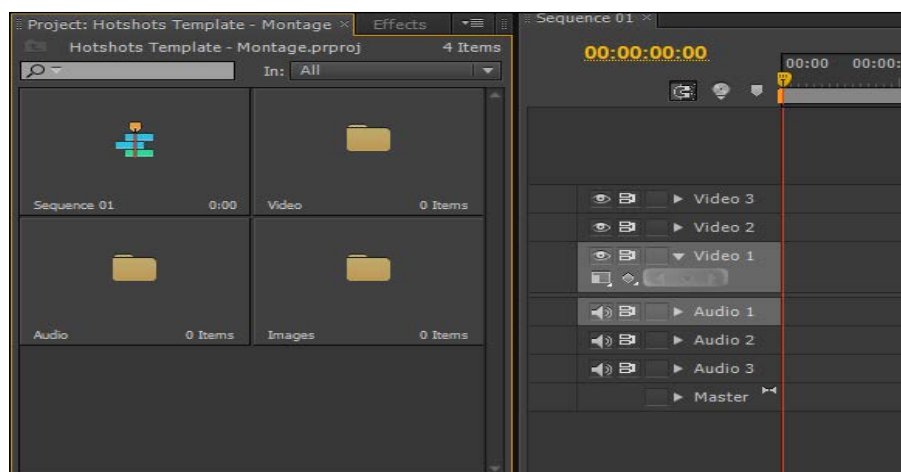 Project: Hotshots Template - Montage × Effects
Hotshots Template - Montage.prproj 4 Items
In: All
Sequence 01 0:00
Video 0 Items
Audio 0 Items
Images 0 Items
Sequence 01 ×
00:00:00:00
00:00 00:00:
Video 3
Video 2
Video 1
Audio 1
Audio 2
Audio 3
Master